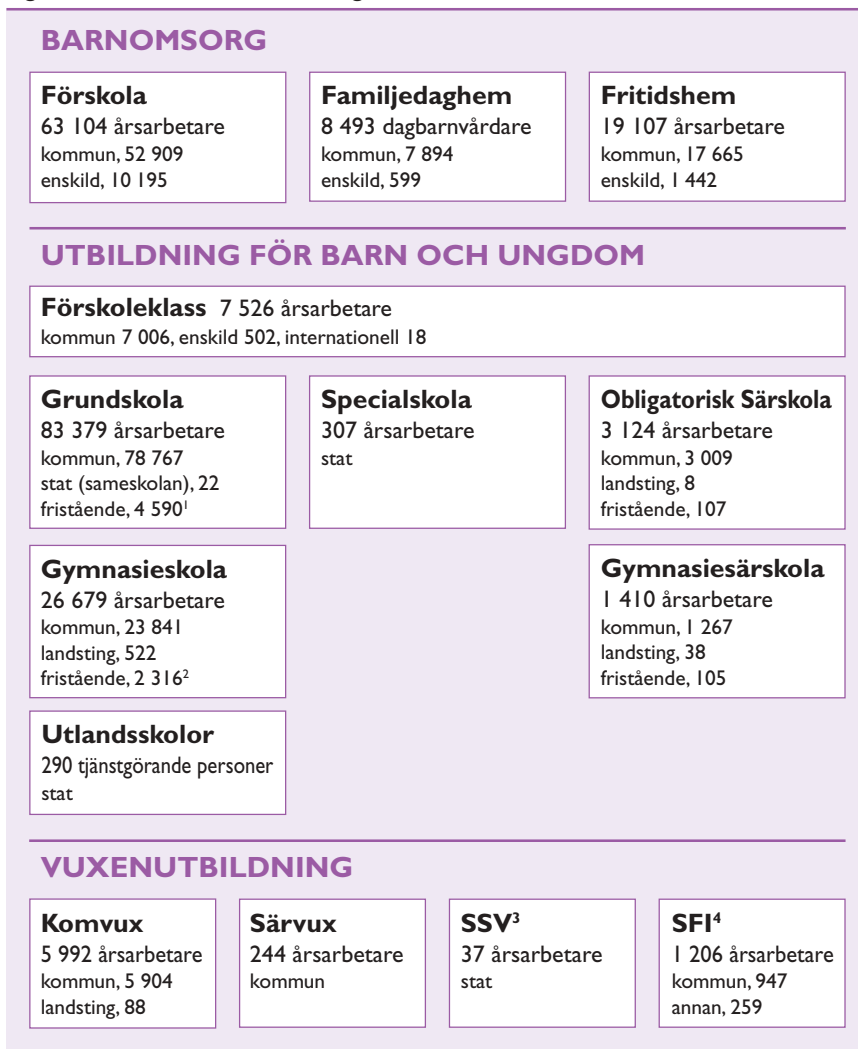 BARNOMSORG
Förskola
63 104 årsarbetare
kommun, 52 909
enskild, 10 195
Familjedaghem
8 493 dagbarnvårdare
kommun, 7 894
enskild, 599
Fritidshem
19 107 årsarbetare
kommun, 17 665
enskild, 1 442
UTBILDNING FÖR BARN OCH UNGDOM
Förskoleklass 7 526 årsarbetare
kommun 7 006, enskild 502, internationell 18
Grundskola
83 379 årsarbetare
kommun, 78 767
stat (sameskolan), 22
fristående, 4 590¹
Specialskola
307 årsarbetare
stat
Obligatorisk Särskola
3 124 årsarbetare
kommun, 3 009
landsting, 8
fristående, 107
Gymnasieskola
26 679 årsarbetare
kommun, 23 841
landsting, 522
fristående, 2 316²
Gymnasiesärskola
1 410 årsarbetare
kommun, 1 267
landsting, 38
fristående, 105
Utlandsskolor
290 tjänstgörande personer
stat
VUXENUTBILDNING
Komvux
5 992 årsarbetare
kommun, 5 904
landsting, 88
Särvux
244 årsarbetare
kommun
SSV³
37 årsarbetare
stat
SFI⁴
1 206 årsarbetare
kommun, 947
annan, 259